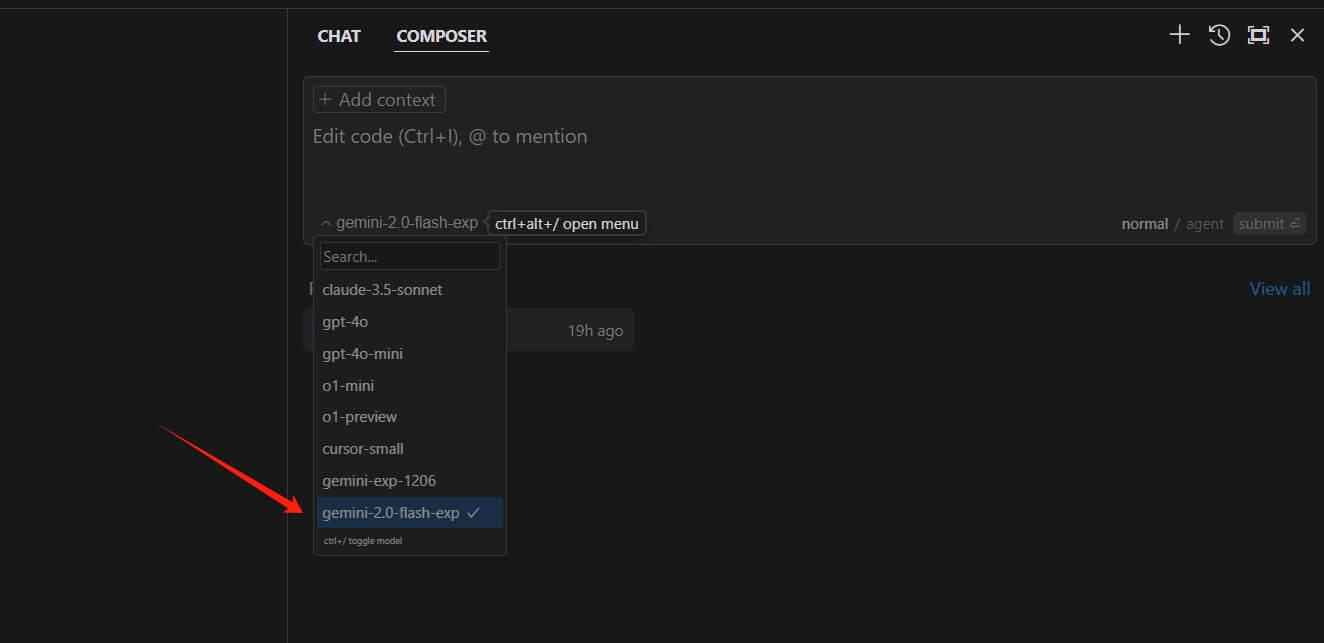 CHAT COMPOSER
+ Add context
Edit code (Ctrl+I), @ to mention
gemini-2.0-flash-exp ctrl+alt+/ open menu normal / agent submit ⏎
Search...
claude-3.5-sonnet
View all
gpt-4o
19h ago
gpt-4o-mini
o1-mini
o1-preview
cursor-small
gemini-exp-1206
gemini-2.0-flash-exp ✓
ctrl+/ toggle model